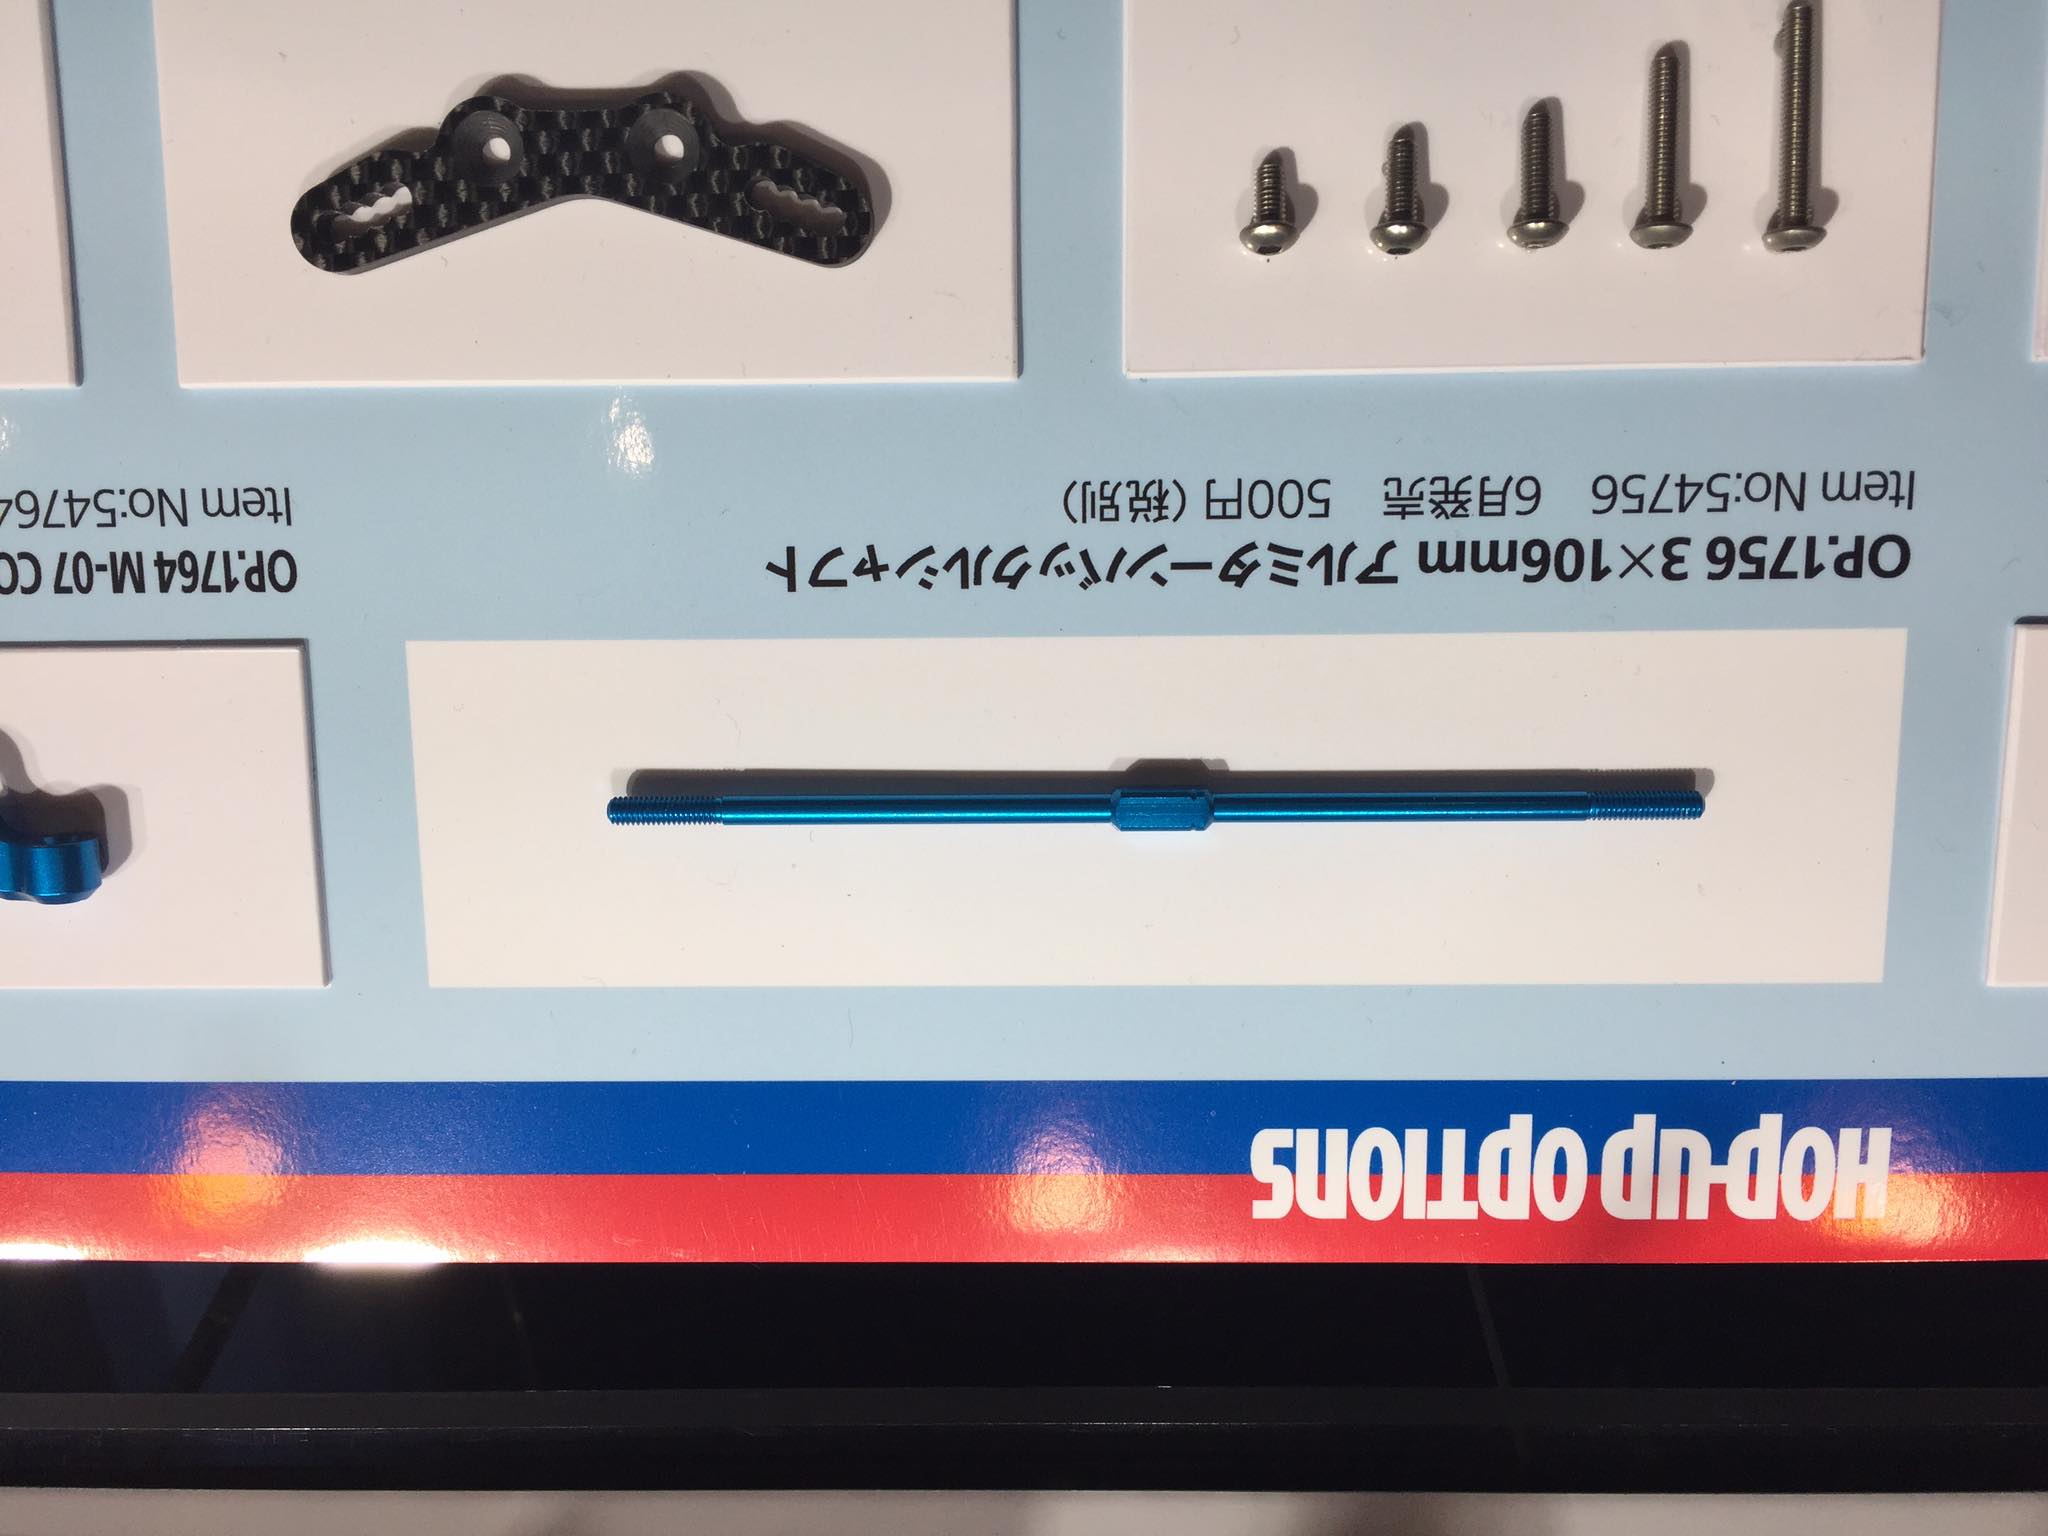 HOP-UP OPTIONS
OP.1756 3×106mm アルミターンバックルシャフト
Item No:54756 6月発売 500円（税別）
OP.1764 M-07 CO
Item No:54764